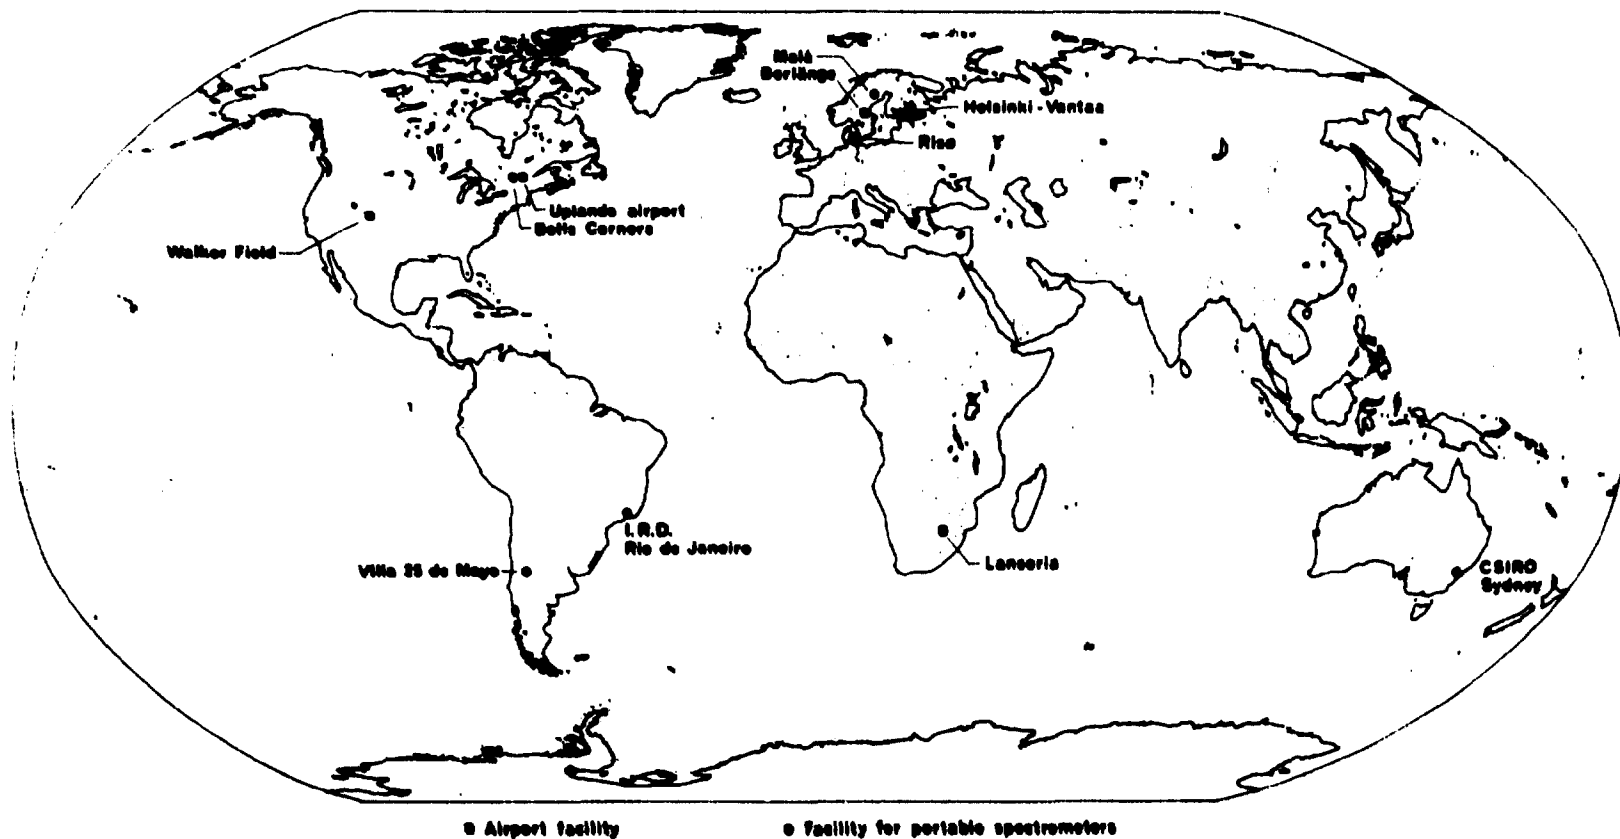 Malå
Borlänge
Helsinki-Vantaa
Risø
Uplands airport
Bells Corners
Walker Field
I.R.D.
Rio de Janeiro
Villa 25 de Mayo
Lanseria
CSIRO
Sydney
Airport facility
Facility for portable spectrometers